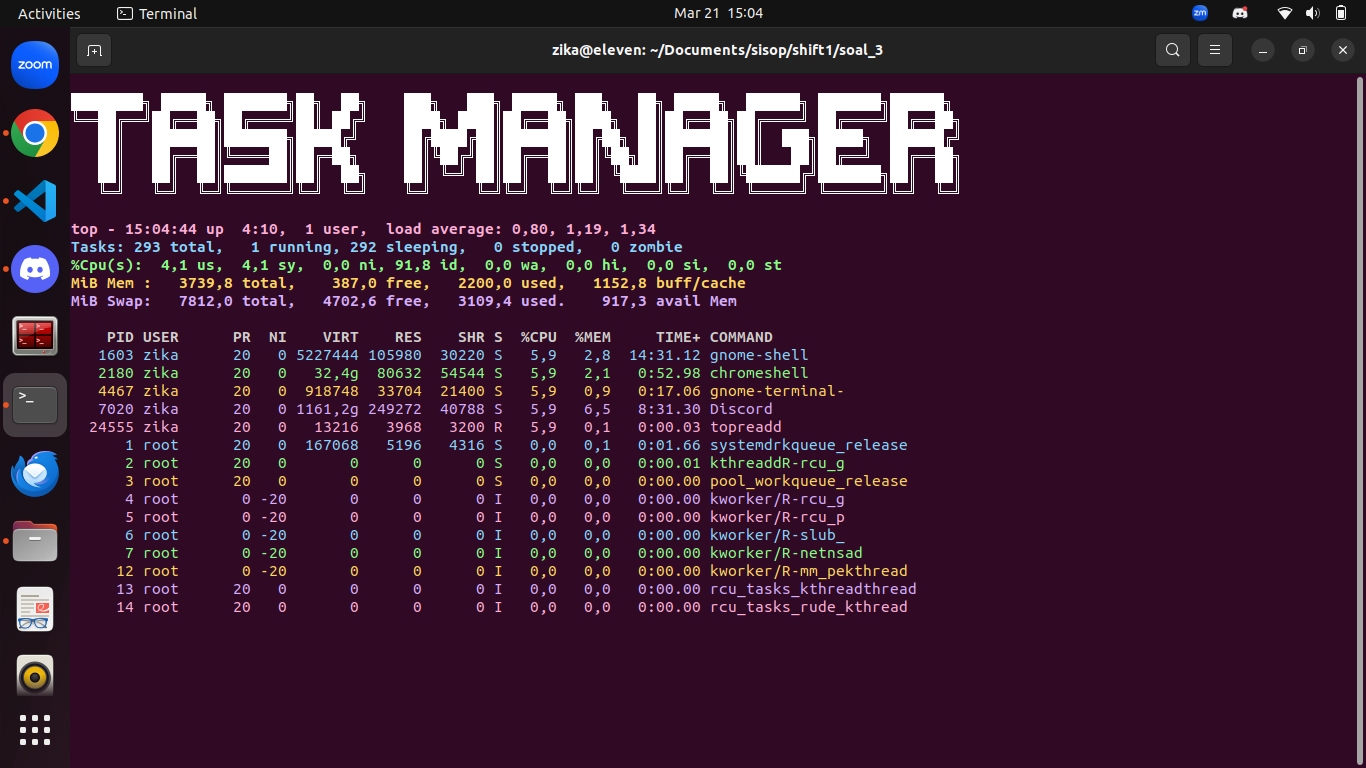 Activities Terminal Mar 21 15:04 zm
zika@eleven: ~/Documents/sisop/shift1/soal_3
zoom
TASK MANAGER
top - 15:04:44 up  4:10,  1 user,  load average: 0,80, 1,19, 1,34
Tasks: 293 total,   1 running, 292 sleeping,   0 stopped,   0 zombie
%Cpu(s):  4,1 us,  4,1 sy,  0,0 ni, 91,8 id,  0,0 wa,  0,0 hi,  0,0 si,  0,0 st
MiB Mem :   3739,8 total,    387,0 free,   2200,0 used,   1152,8 buff/cache
MiB Swap:   7812,0 total,   4702,6 free,   3109,4 used.    917,3 avail Mem
PID USER      PR  NI    VIRT    RES    SHR S  %CPU  %MEM     TIME+ COMMAND
1603 zika      20   0 5227444 105980  30220 S   5,9   2,8  14:31.12 gnome-shell
2180 zika      20   0   32,4g  80632  54544 S   5,9   2,1   0:52.98 chromeshell
4467 zika      20   0  918748  33704  21400 S   5,9   0,9   0:17.06 gnome-terminal-
7020 zika      20   0 1161,2g 249272  40788 S   5,9   6,5   8:31.30 Discord
24555 zika      20   0   13216   3968   3200 R   5,9   0,1   0:00.03 topreadd
1 root      20   0  167068   5196   4316 S   0,0   0,1   0:01.66 systemdrkqueue_release
2 root      20   0       0      0      0 S   0,0   0,0   0:00.01 kthreaddR-rcu_g
3 root      20   0       0      0      0 S   0,0   0,0   0:00.00 pool_workqueue_release
4 root       0 -20       0      0      0 I   0,0   0,0   0:00.00 kworker/R-rcu_g
5 root       0 -20       0      0      0 I   0,0   0,0   0:00.00 kworker/R-rcu_p
6 root       0 -20       0      0      0 I   0,0   0,0   0:00.00 kworker/R-slub_
7 root       0 -20       0      0      0 I   0,0   0,0   0:00.00 kworker/R-netnsad
12 root       0 -20       0      0      0 I   0,0   0,0   0:00.00 kworker/R-mm_pekthread
13 root      20   0       0      0      0 I   0,0   0,0   0:00.00 rcu_tasks_kthreadthread
14 root      20   0       0      0      0 I   0,0   0,0   0:00.00 rcu_tasks_rude_kthread